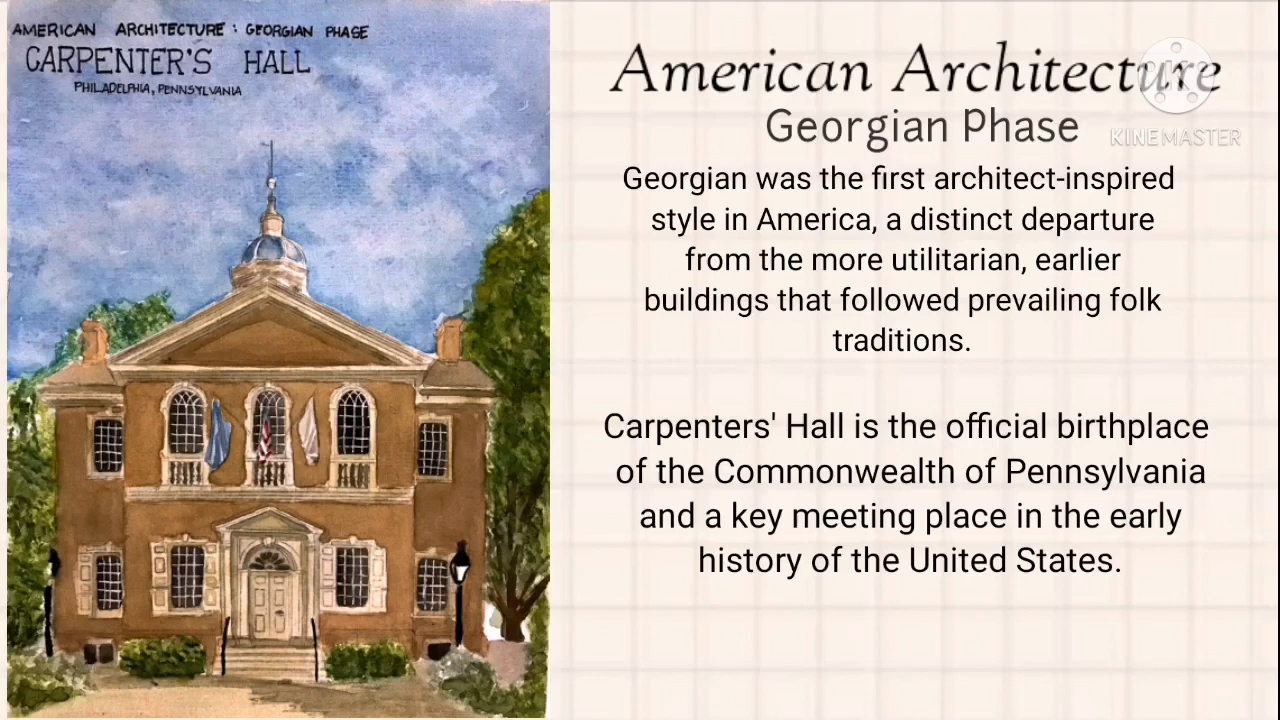 AMERICAN ARCHITECTURE : GEORGIAN PHASE
CARPENTER'S HALL
PHILADELPHIA, PENNSYLVANIA
American Architecture
Georgian Phase
KINEMASTER
Georgian was the first architect-inspired
style in America, a distinct departure
from the more utilitarian, earlier
buildings that followed prevailing folk
traditions.
Carpenters' Hall is the official birthplace
of the Commonwealth of Pennsylvania
and a key meeting place in the early
history of the United States.